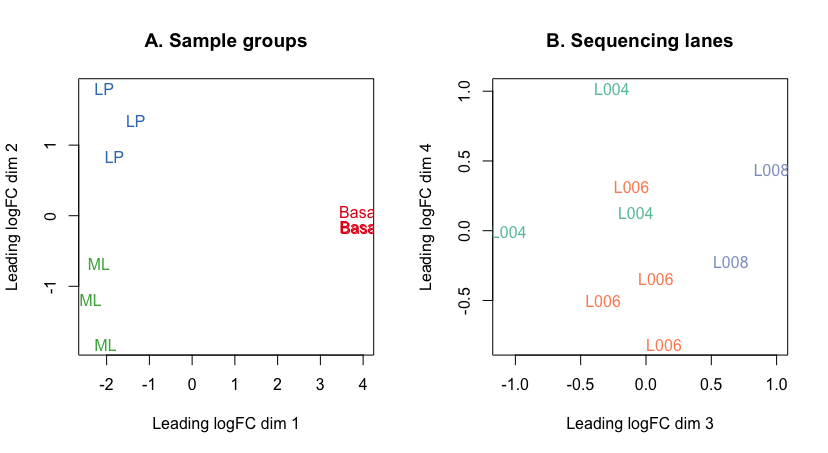 A. Sample groups
Leading logFC dim 2
1
0
-1
LP
LP
LP
Basa
Basa
ML
ML
ML
-2
-1
0
1
2
3
4
Leading logFC dim 1
B. Sequencing lanes
Leading logFC dim 4
1.0
0.5
0.0
-0.5
L004
L008
L006
L004
L004
L008
L006
L006
L006
-1.0
-0.5
0.0
0.5
1.0
Leading logFC dim 3